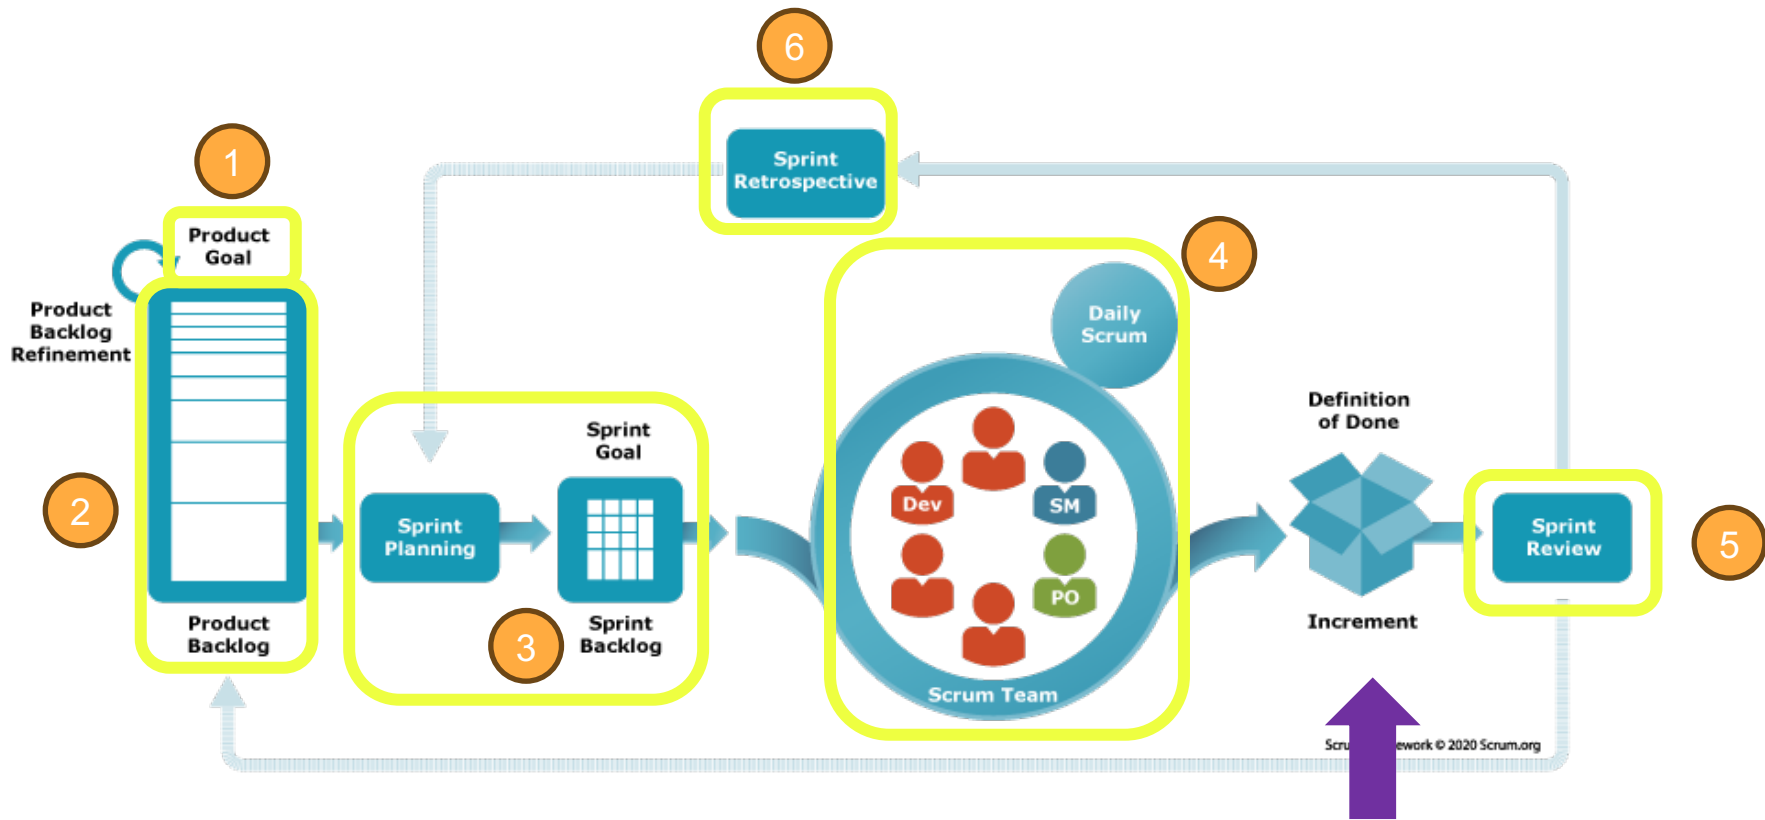 6
1
Sprint
Retrospective
Product
Goal
4
Product
Backlog
Refinement
Daily
Scrum
Definition
of Done
Sprint
Goal
Dev
SM
2
Sprint
Planning
Sprint
Review
5
PO
Product
Backlog
3
Sprint
Backlog
Increment
Scrum Team
ework © 2020 Scrum.org